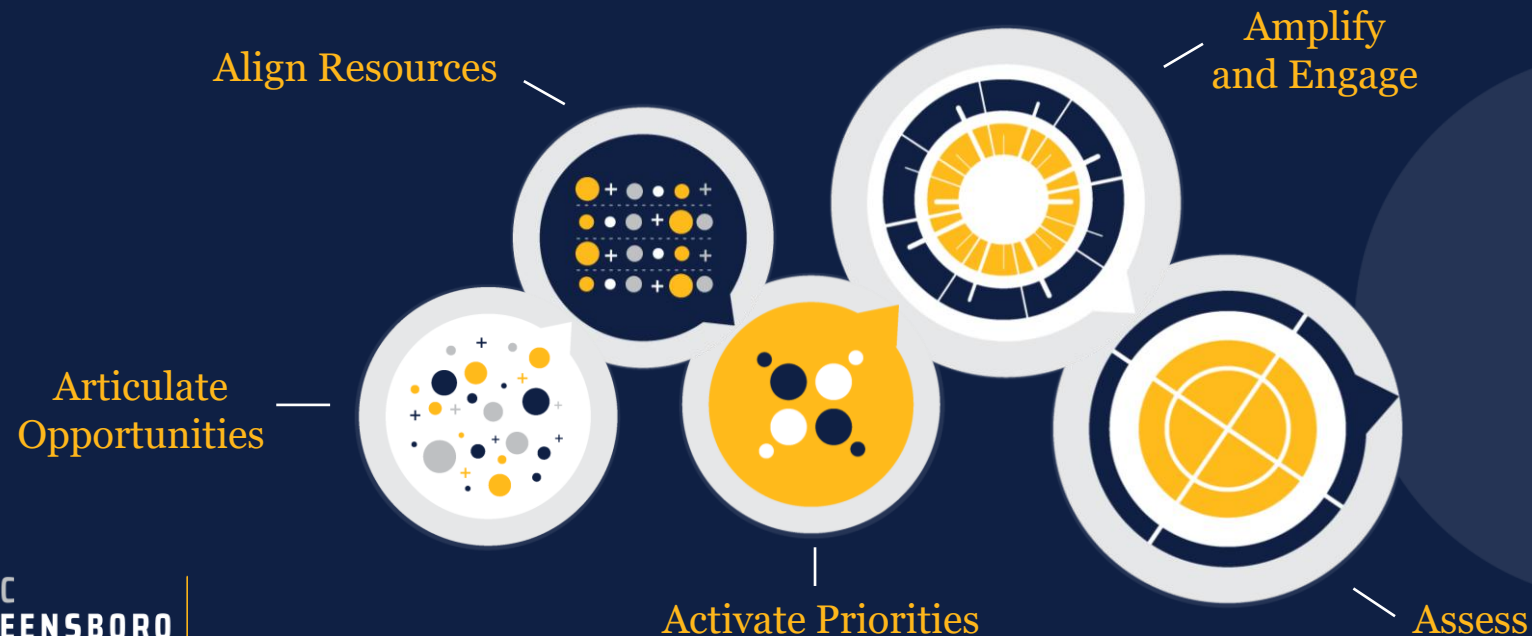 Amplify
and Engage
Align Resources
Articulate
Opportunities
Activate Priorities
Assess
C
EENSBORO